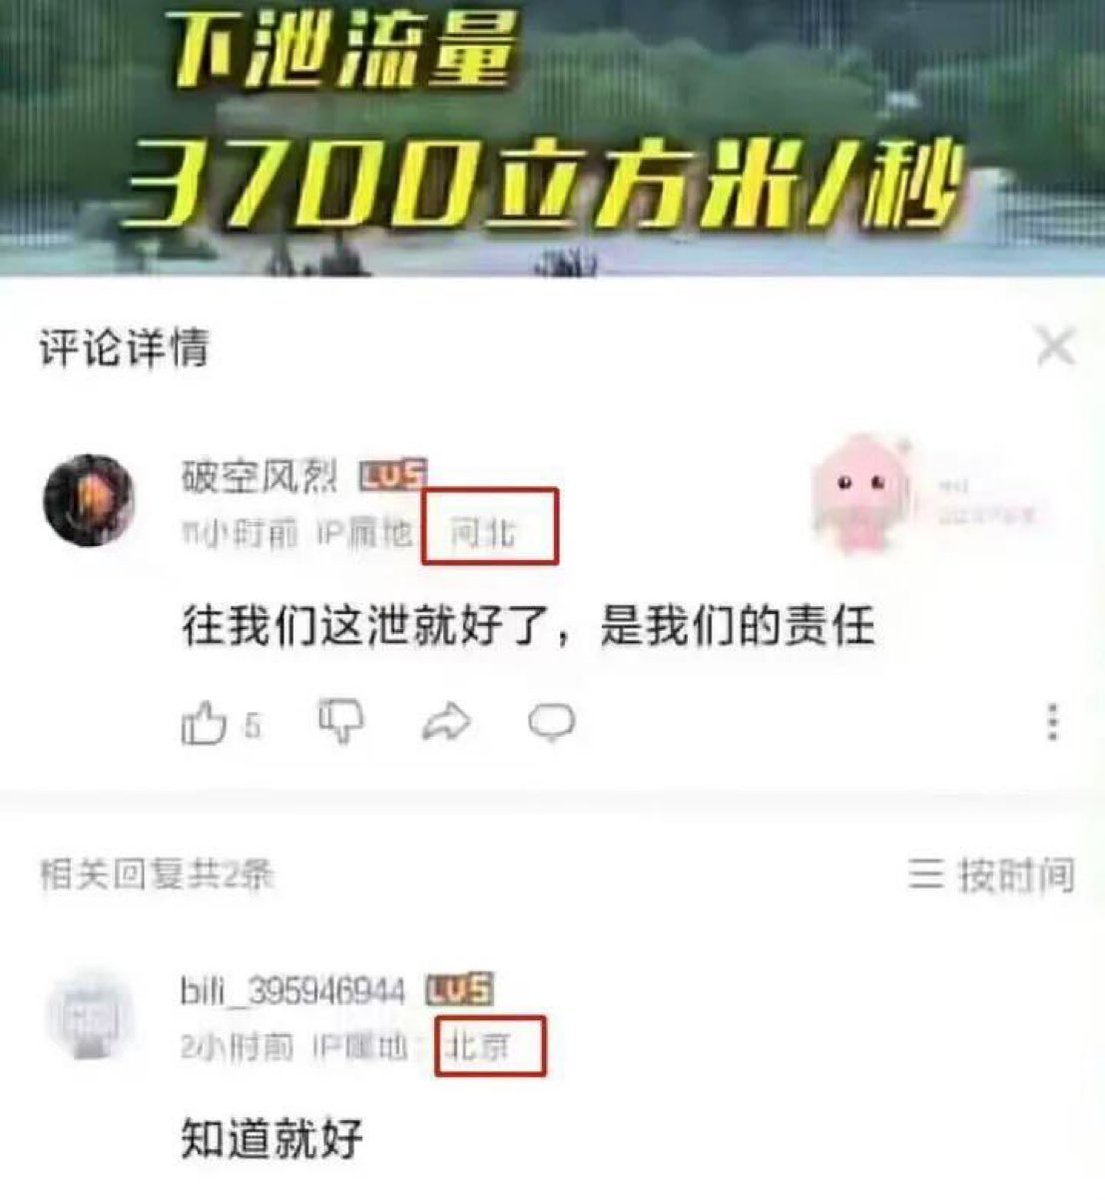 下泄流量
3700立方米/秒
评论详情
破空风烈 LV5
11小时前 IP属地 河北
往我们这泄就好了，是我们的责任
5
相关回复共2条
按时间
bili_395946944 LV5
2小时前 IP属地：北京
知道就好